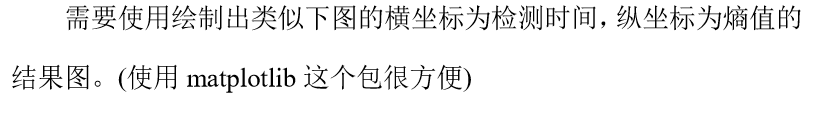 需要使用绘制出类似下图的横坐标为检测时间，纵坐标为熵值的
结果图。(使用 matplotlib 这个包很方便)